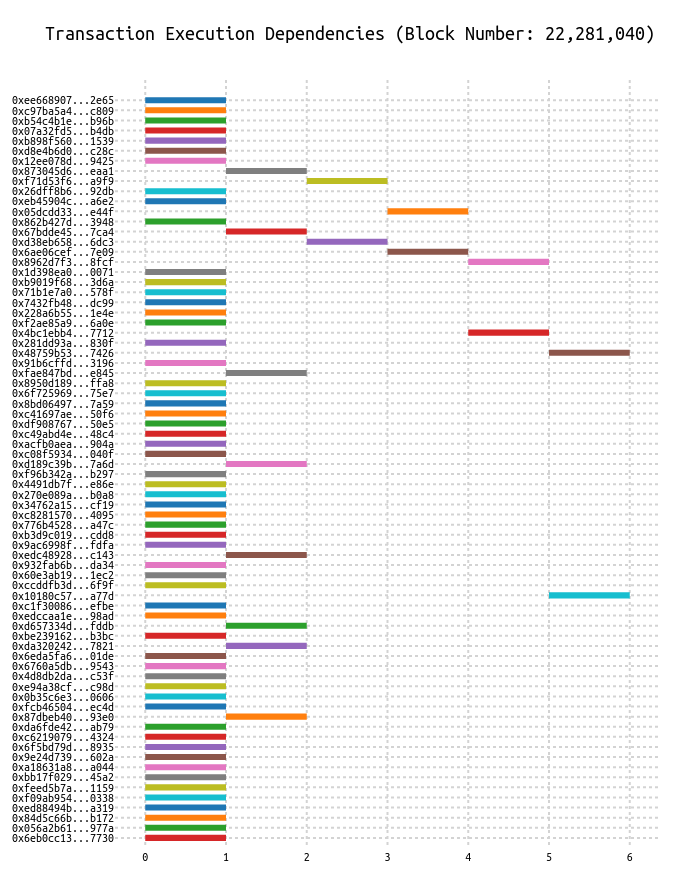 Transaction Execution Dependencies (Block Number: 22,281,040)
0xee668907...2e65
0xc97ba5a4...c809
0xb54c4b1e...b96b
0x07a32fd5...b4db
0xb898f560...1539
0xd8e4b6d0...c28c
0x12ee078d...9425
0x873045d6...eaa1
0xf71d53f6...a9f9
0x26dff8b6...92db
0xeb45904c...a6e2
0x05dcdd33...e44f
0x862b427d...3948
0x67bdde45...7ca4
0xd38eb658...6dc3
0x6ae06cef...7e09
0x8962d7f3...8fcf
0x1d398ea0...0071
0xb9019f68...3d6a
0x71b1e7a0...578f
0x7432fb48...dc99
0x228a6b55...1e4e
0xf2ae85a9...6a0e
0x4bc1ebb4...7712
0x281dd93a...830f
0x48759b53...7426
0x91b6cffd...3196
0xfae847bd...e845
0x8950d189...ffa8
0x6f725969...75e7
0x8bd06497...7a59
0xc41697ae...50f6
0xdf908767...50e5
0xc49abd4e...48c4
0xacfb0aea...904a
0xc08f5934...040f
0xd189c39b...7a6d
0xf96b342a...b297
0x4491db7f...e86e
0x270e089a...b0a8
0x34762a15...cf19
0xc8281570...4095
0x776b4528...a47c
0xb3d9c019...cdd8
0x9ac6998f...fdfa
0xedc48928...c143
0x932fab6b...da34
0x60e3ab19...1ec2
0xccddfb3d...6f9f
0x10180c57...a77d
0xc1f30086...efbe
0xedccaa1e...98ad
0xd657334d...fddb
0xbe239162...b3bc
0xda320242...7821
0x6eda5fa6...01de
0x6760a5db...9543
0x4d8db2da...c53f
0xe94a38cf...c98d
0x0b35c6e3...0606
0xfcb46504...ec4d
0x87dbeb40...93e0
0xda6fde42...ab79
0xc6219079...4324
0x6f5bd79d...8935
0x9e24d739...602a
0xa18631a8...a044
0xbb17f029...45a2
0xfeed5b7a...1159
0xf09ab954...0338
0xed88494b...a319
0x84d5c66b...b172
0x056a2b61...977a
0x6eb0cc13...7730
0 1 2 3 4 5 6